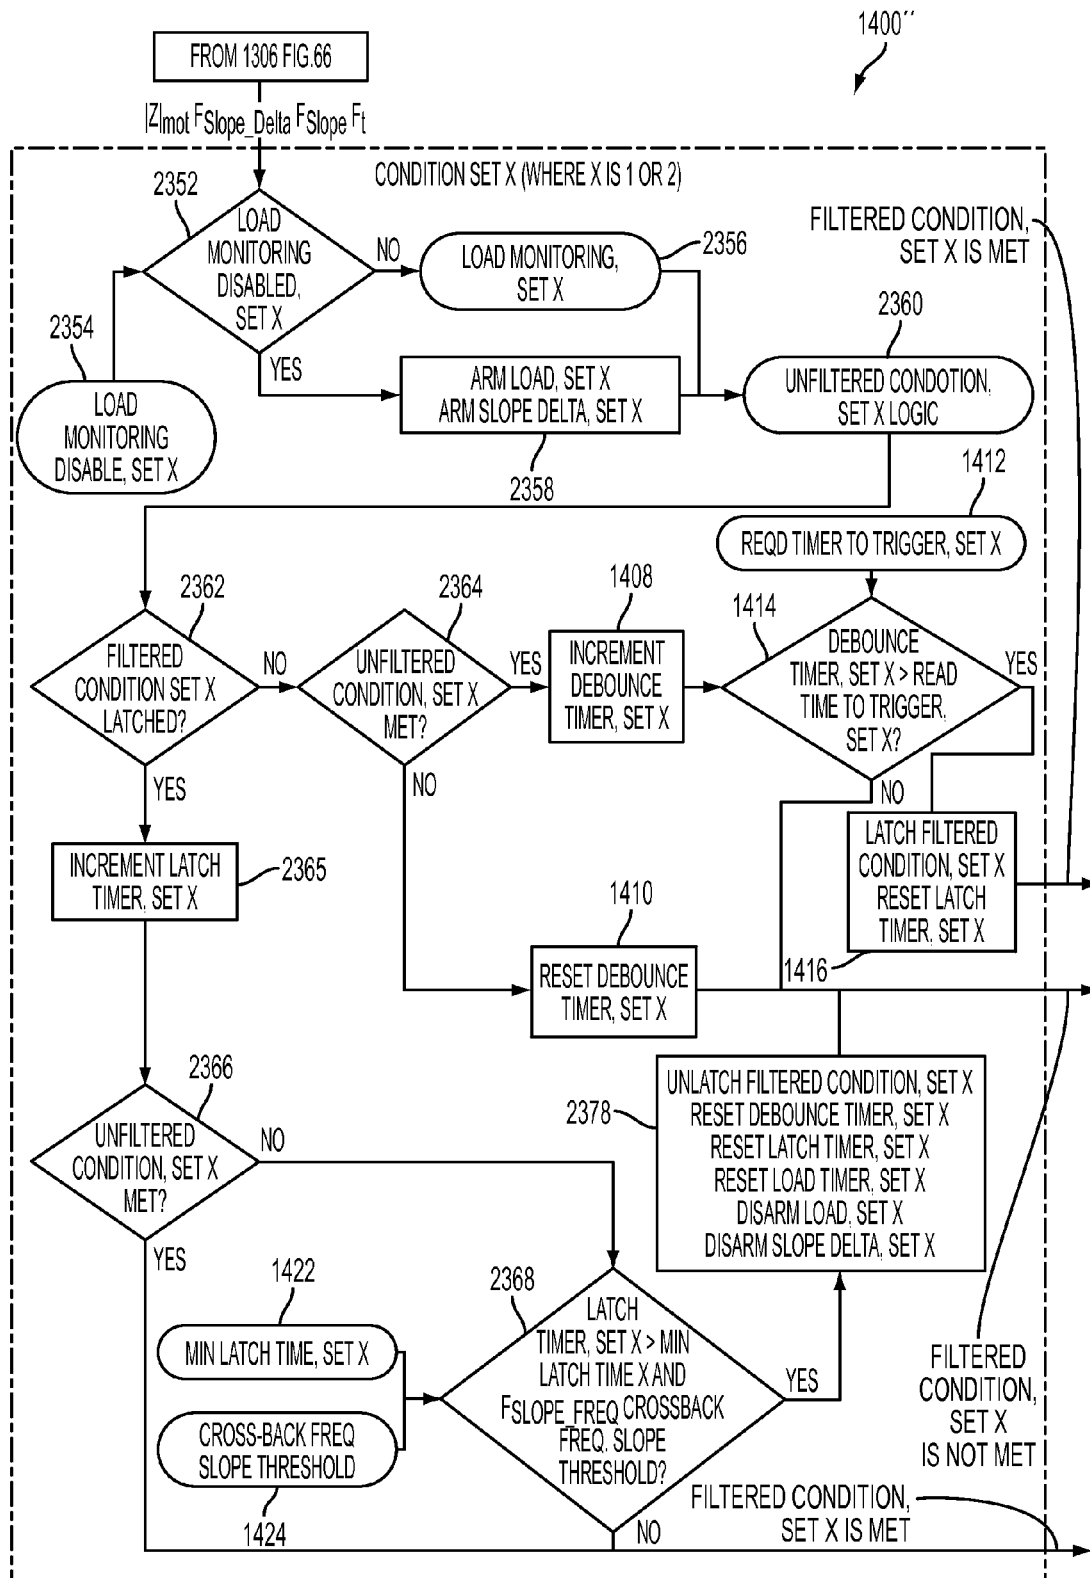 1400''
FROM 1306 FIG.66
|Z|mot FSlope_Delta FSlope Ft
CONDITION SET X (WHERE X IS 1 OR 2)
2352
LOAD
MONITORING
DISABLED,
SET X
NO
LOAD MONITORING,
SET X
2356
FILTERED CONDITION,
SET X IS MET
2354
LOAD
MONITORING
DISABLE, SET X
YES
ARM LOAD, SET X
ARM SLOPE DELTA, SET X
2358
2360
UNFILTERED CONDOTION,
SET X LOGIC
1412
REQD TIMER TO TRIGGER, SET X
2362
FILTERED
CONDITION SET X
LATCHED?
NO
2364
UNFILTERED
CONDITION, SET X
MET?
YES
1408
INCREMENT
DEBOUNCE
TIMER, SET X
1414
DEBOUNCE
TIMER, SET X > READ
TIME TO TRIGGER,
SET X?
YES
YES
NO
NO
INCREMENT LATCH
TIMER, SET X
2365
LATCH FILTERED
CONDITION, SET X
RESET LATCH
TIMER, SET X
1416
1410
RESET DEBOUNCE
TIMER, SET X
2366
UNFILTERED
CONDITION, SET X
MET?
NO
YES
2378
UNLATCH FILTERED CONDITION, SET X
RESET DEBOUNCE TIMER, SET X
RESET LATCH TIMER, SET X
RESET LOAD TIMER, SET X
DISARM LOAD, SET X
DISARM SLOPE DELTA, SET X
1422
MIN LATCH TIME, SET X
CROSS-BACK FREQ
SLOPE THRESHOLD
1424
2368
LATCH
TIMER, SET X > MIN
LATCH TIME X AND
FSLOPE_FREQ CROSSBACK
FREQ. SLOPE
THRESHOLD?
YES
NO
FILTERED
CONDITION,
SET X
IS NOT MET
FILTERED CONDITION,
SET X IS MET